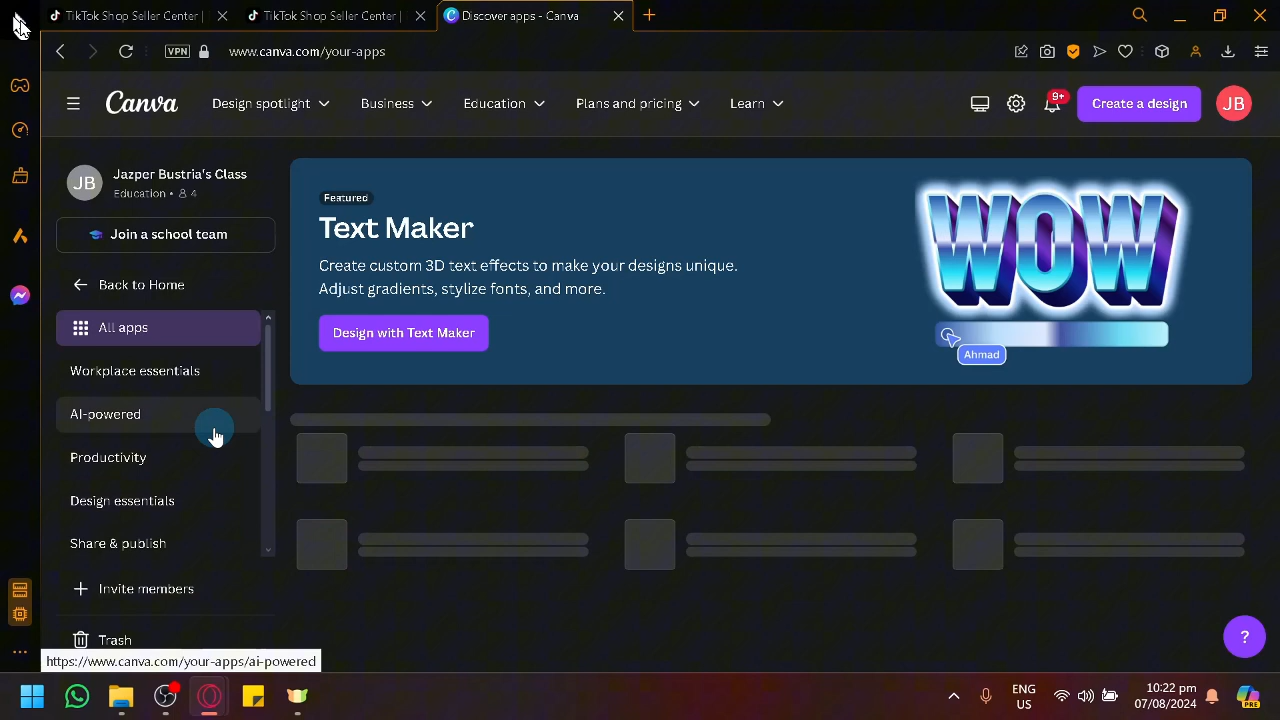 TikTok Shop Seller Center |
TikTok Shop Seller Center |
Discover apps - Canva
VPN
www.canva.com/your-apps
Canva
Design spotlight
Business
Education
Plans and pricing
Learn
9+
Create a design
JB
JB
Jazper Bustria's Class
Education • 4
Join a school team
Back to Home
All apps
Workplace essentials
AI-powered
Productivity
Design essentials
Share & publish
Invite members
Trash
Featured
Text Maker
Create custom 3D text effects to make your designs unique.
Adjust gradients, stylize fonts, and more.
Design with Text Maker
WOW
Ahmad
?
https://www.canva.com/your-apps/ai-powered
ENG
US
10:22 pm
07/08/2024
PRE